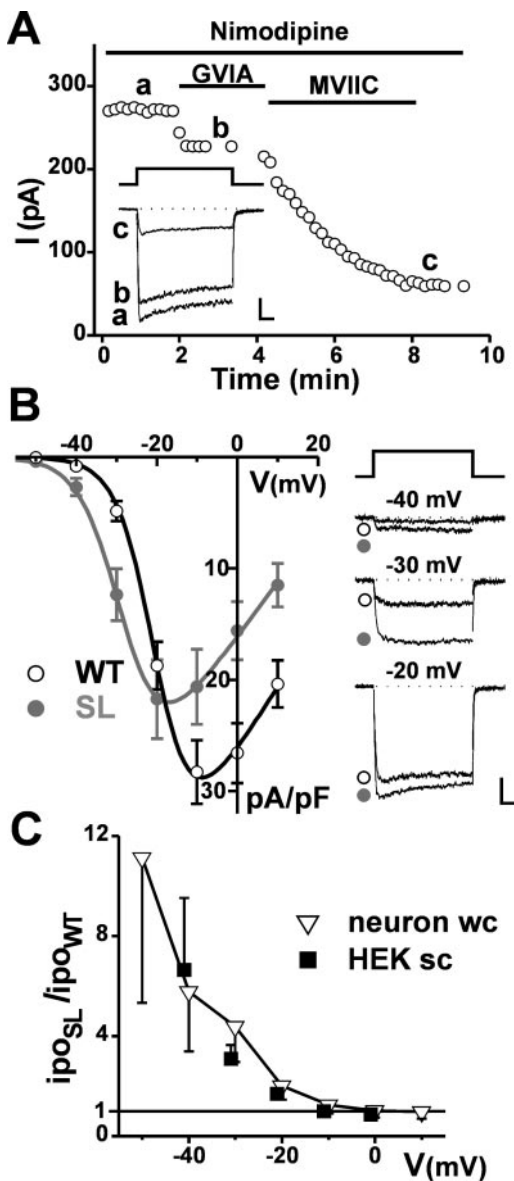 A
Nimodipine
GVIA
MVIIC
300
200
100
0
I (pA)
a
b
c
c
b
a
0 2 4 6 8 10
Time (min)
B
-40 -20 0 20
V(mV)
10
20
30
pA/pF
WT
SL
-40 mV
-30 mV
-20 mV
C
12
8
4
1
0
ipoSL/ipoWT
neuron wc
HEK sc
-40 -20 0
V(mV)